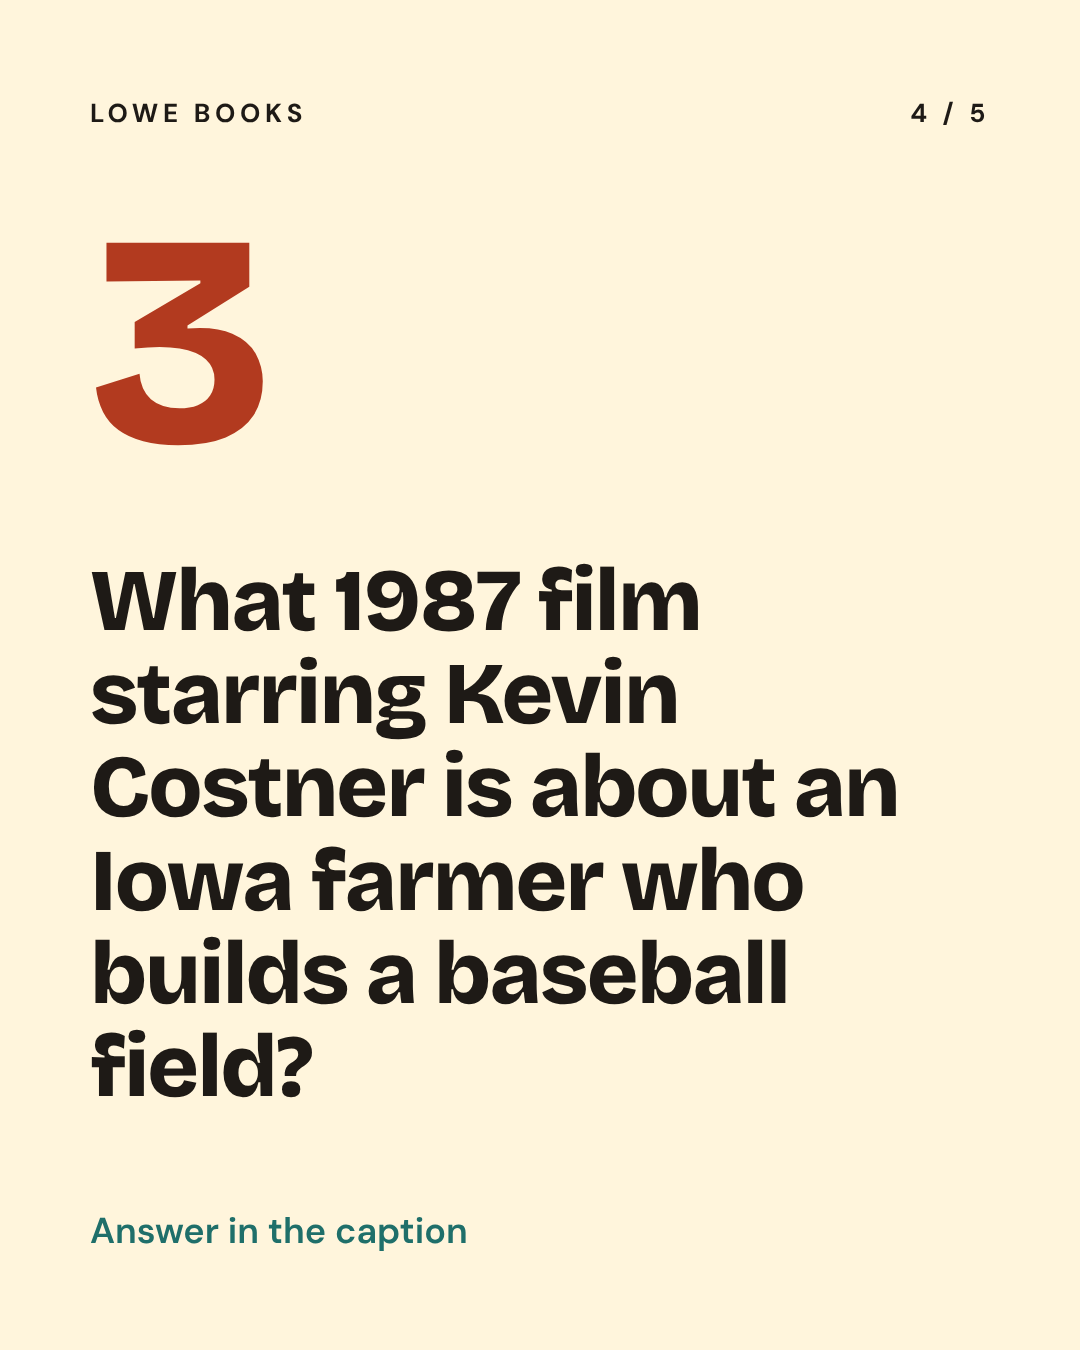 LOWE BOOKS
4 / 5
3
What 1987 film
starring Kevin
Costner is about an
Iowa farmer who
builds a baseball
field?
Answer in the caption